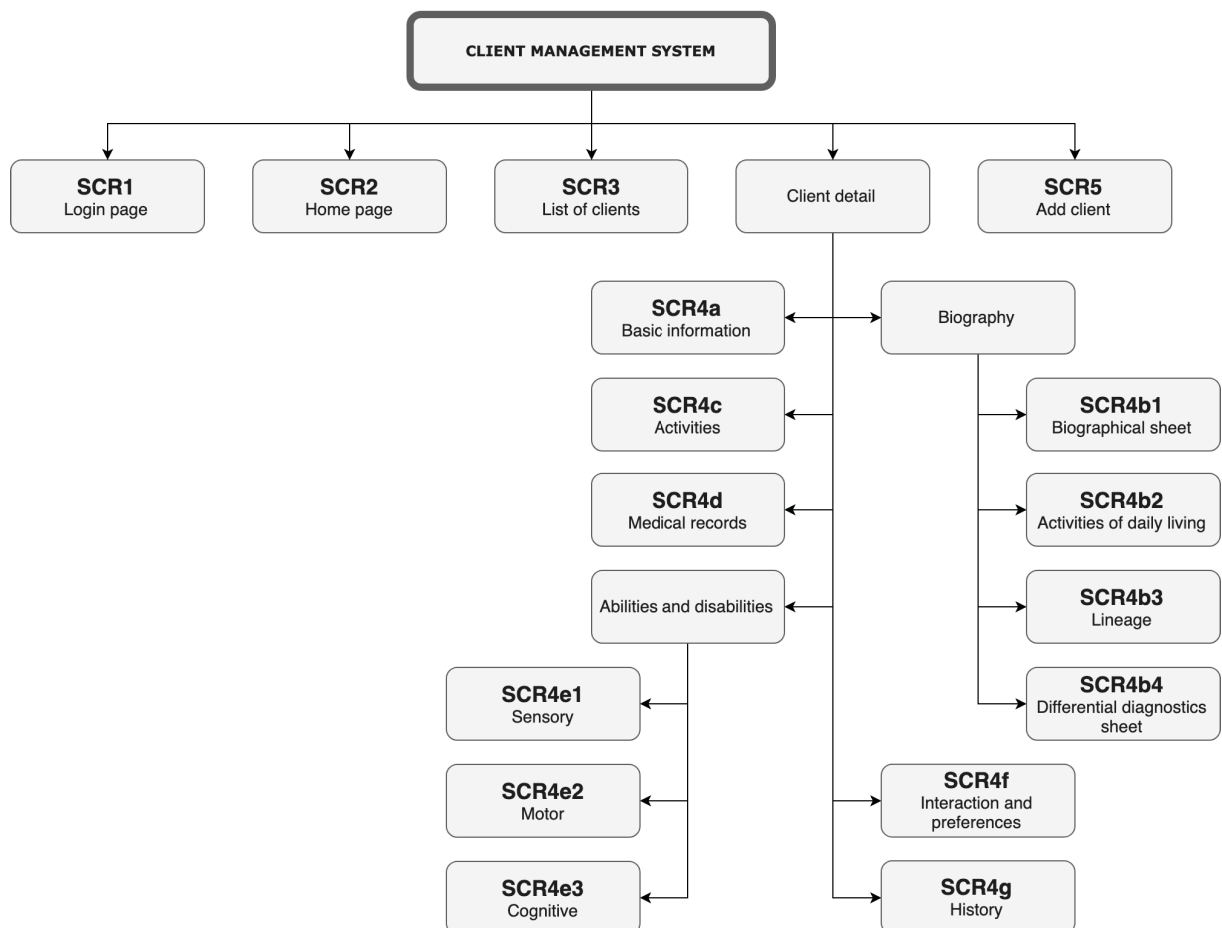 CLIENT MANAGEMENT SYSTEM
SCR1
Login page
SCR2
Home page
SCR3
List of clients
Client detail
SCR5
Add client
SCR4a
Basic information
Biography
SCR4c
Activities
SCR4b1
Biographical sheet
SCR4d
Medical records
SCR4b2
Activities of daily living
Abilities and disabilities
SCR4b3
Lineage
SCR4e1
Sensory
SCR4b4
Differential diagnostics
sheet
SCR4e2
Motor
SCR4f
Interaction and
preferences
SCR4e3
Cognitive
SCR4g
History